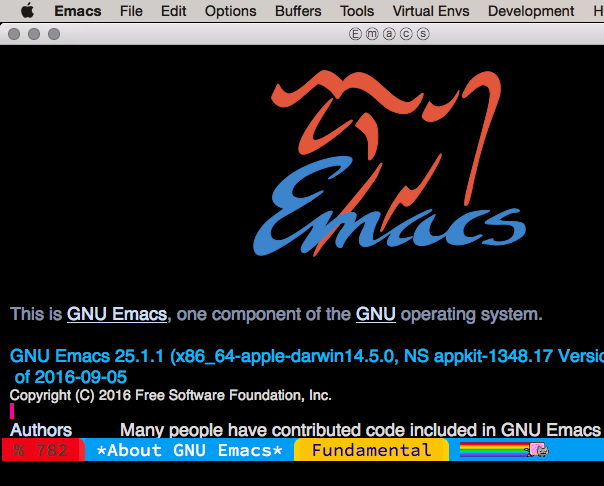 Emacs File Edit Options Buffers Tools Virtual Envs Development H
Ⓔⓜⓐⓒⓢ
Emacs
This is GNU Emacs, one component of the GNU operating system.
GNU Emacs 25.1.1 (x86_64-apple-darwin14.5.0, NS appkit-1348.17 Versio
of 2016-09-05
Copyright (C) 2016 Free Software Foundation, Inc.
Authors Many people have contributed code included in GNU Emacs
% 782 *About GNU Emacs* Fundamental